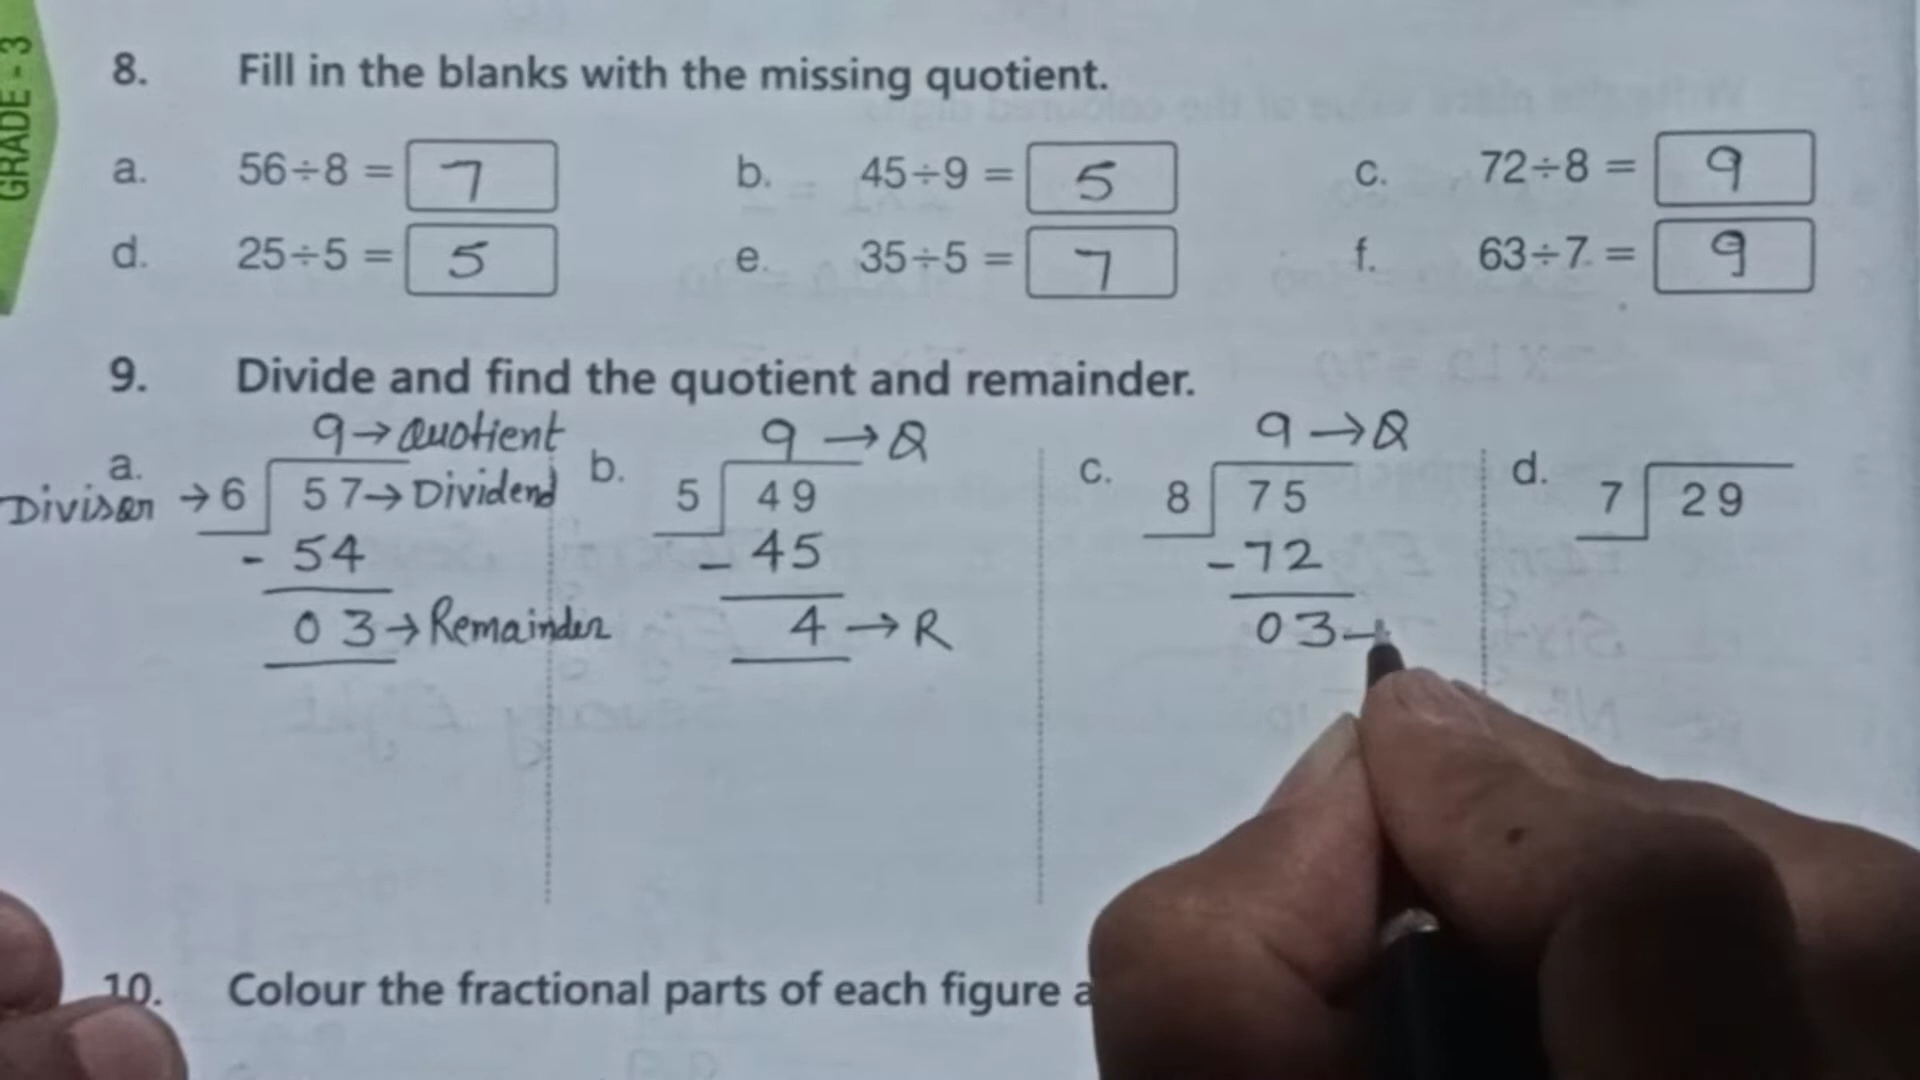 GRADE - 3
8. Fill in the blanks with the missing quotient.
a. 56÷8 = 7 b. 45÷9 = 5 c. 72÷8 = 9
d. 25÷5 = 5 e. 35÷5 = 7 f. 63÷7 = 9
9. Divide and find the quotient and remainder.
9→Quotient 9→Q 9→Q
a. b. c. d.
Divisor →6 57→Dividend 5 49 8 75 7 29
- 54 - 45 -72
03→Remainder 4→R 03
10. Colour the fractional parts of each figure